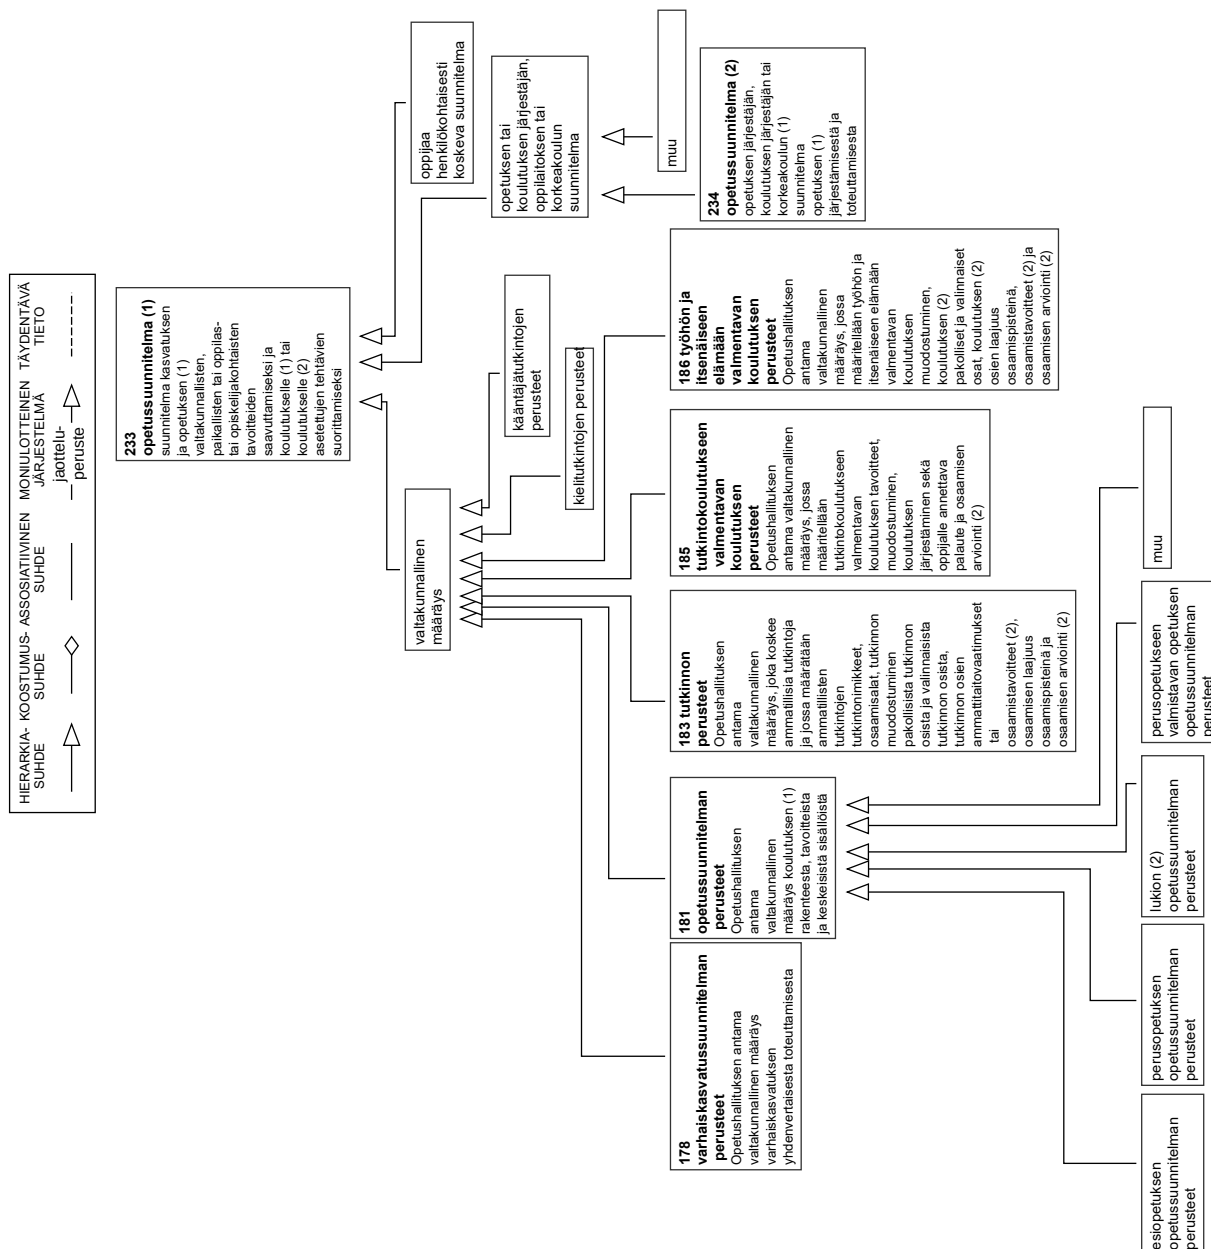 HIERARKIA- KOOSTUMUS- ASSOSIATIIVINEN MONIULOTTEINEN TÄYDENTÄVÄ
SUHDE SUHDE SUHDE JÄRJESTELMÄ TIETO
jaottelu-
peruste
233
opetussuunnitelma (1)
suunnitelma kasvatuksen
ja opetuksen (1)
valtakunnallisten,
paikallisten tai oppilas-
tai opiskelijakohtaisten
tavoitteiden
saavuttamiseksi ja
koulutukselle (1) tai
koulutukselle (2)
asetettujen tehtävien
suorittamiseksi
valtakunnallinen
määräys
oppijaa
henkilökohtaisesti
koskeva suunnitelma
opetuksen tai
koulutuksen järjestäjän,
oppilaitoksen tai
korkeakoulun
suunnitelma
kääntäjätutkintojen
perusteet
kielitutkintojen perusteet
muu
234
opetussuunnitelma (2)
opetuksen järjestäjän,
koulutuksen järjestäjän tai
korkeakoulun (1)
suunnitelma
opetuksen (1)
järjestämisestä ja
toteuttamisesta
178
varhaiskasvatussuunnitelman
perusteet
Opetushallituksen antama
valtakunnallinen määräys
varhaiskasvatuksen
yhdenvertaisesta toteuttamisesta
181
opetussuunnitelman
perusteet
Opetushallituksen
antama
valtakunnallinen
määräys koulutuksen (1)
rakenteesta, tavoitteista
ja keskeisistä sisällöistä
183 tutkinnon
perusteet
Opetushallituksen
antama
valtakunnallinen
määräys, joka koskee
ammatillisia tutkintoja
ja jossa määrätään
ammatillisten
tutkintojen
tutkintonimikkeet,
osaamisalat, tutkinnon
muodostuminen
pakollisista tutkinnon
osista ja valinnaisista
tutkinnon osista,
tutkinnon osien
ammattitaitovaatimukset
tai
osaamistavoitteet (2),
osaamisen laajuus
osaamispisteinä ja
osaamisen arviointi (2)
185
tutkintokoulutukseen
valmentavan
koulutuksen
perusteet
Opetushallituksen
antama valtakunnallinen
määräys, jossa
määritellään
tutkintokoulutukseen
valmentavan
koulutuksen tavoitteet,
muodostuminen,
koulutuksen
järjestäminen sekä
oppijalle annettava
palaute ja osaamisen
arviointi (2)
186 työhön ja
itsenäiseen
elämään
valmentavan
koulutuksen
perusteet
Opetushallituksen
antama
valtakunnallinen
määräys, jossa
määritellään työhön ja
itsenäiseen elämään
valmentavan
koulutuksen
muodostuminen,
koulutuksen (2)
pakolliset ja valinnaiset
osat, koulutuksen (2)
osien laajuus
osaamispisteinä,
osaamistavoitteet (2) ja
osaamisen arviointi (2)
esiopetuksen
opetussuunnitelman
perusteet
perusopetuksen
opetussuunnitelman
perusteet
lukion (2)
opetussuunnitelman
perusteet
perusopetukseen
valmistavan opetuksen
opetussuunnitelman
perusteet
muu